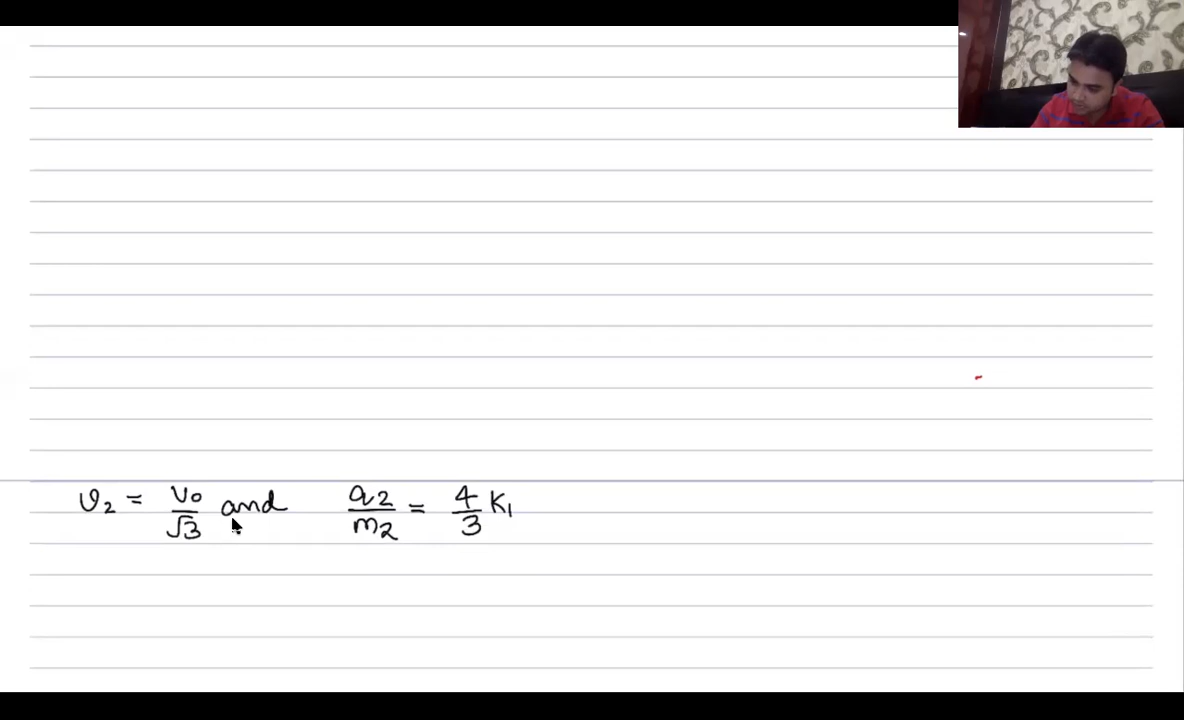 υ₂ = v₀/√3 and q₂/m₂ = 4/3 K₁